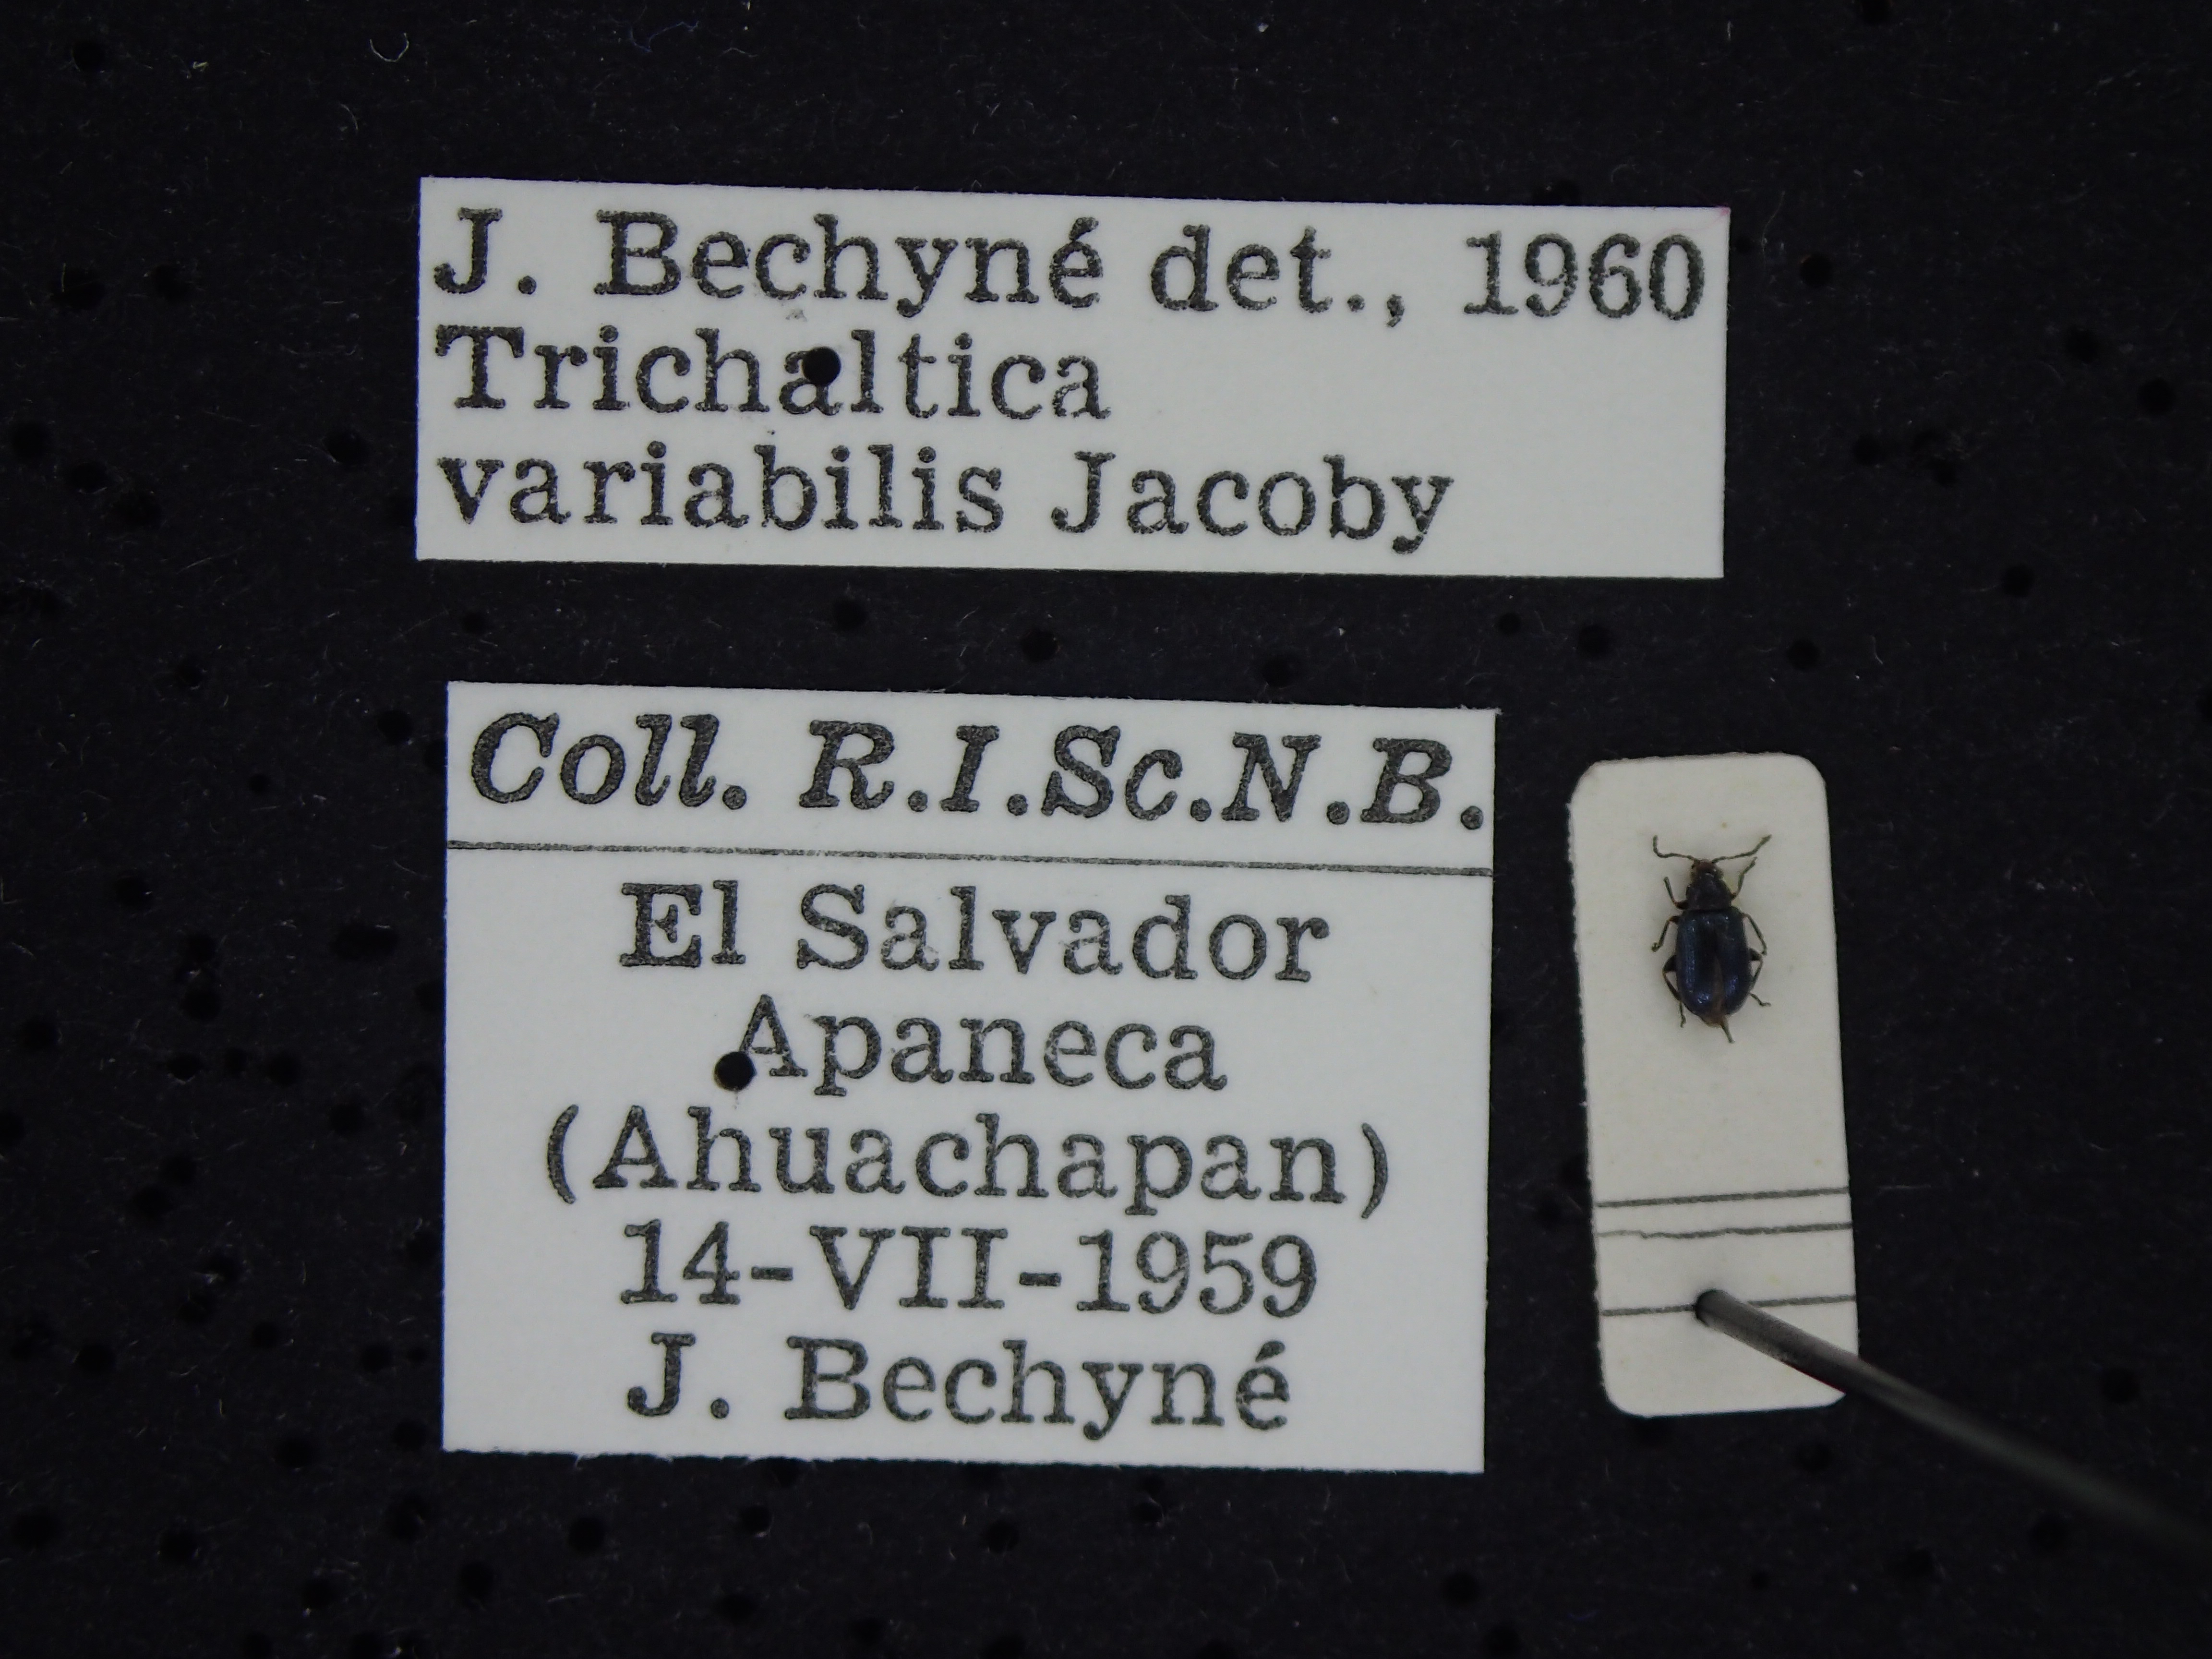 J. Bechyné det., 1960
Trichaltica
variabilis Jacoby
Coll. R.I.Sc.N.B.
El Salvador
Apaneca
(Ahuachapan)
14-VII-1959
J. Bechyné